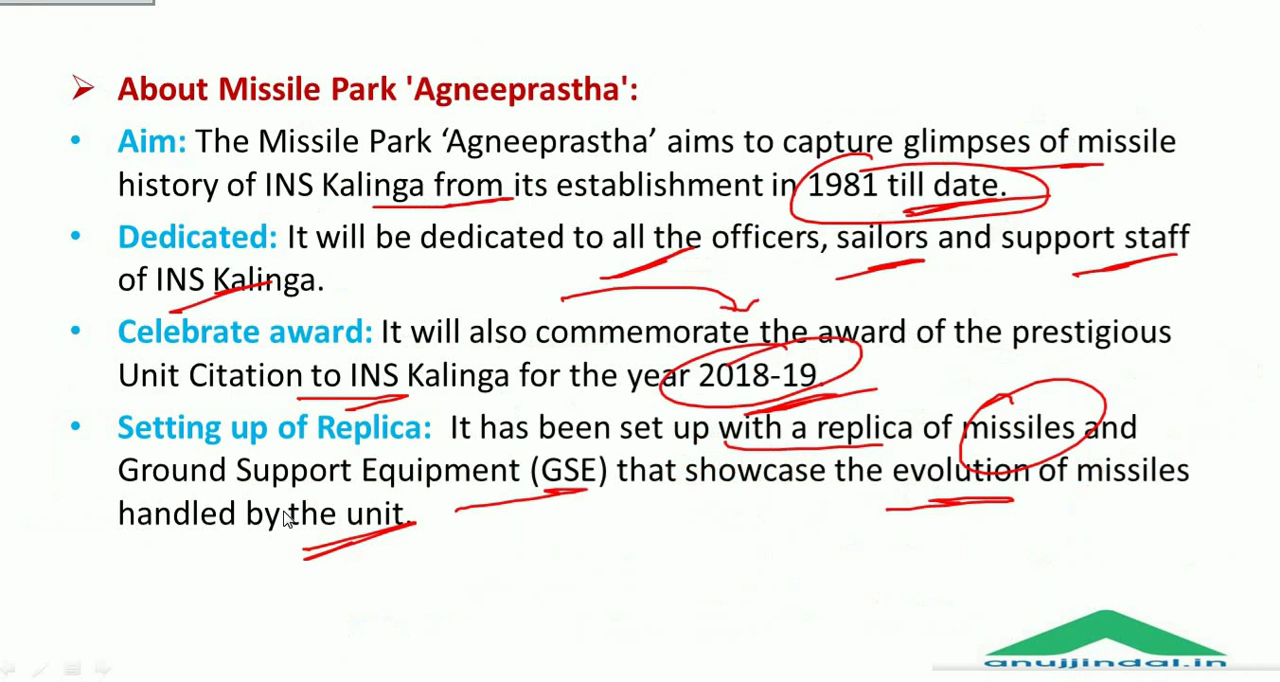 About Missile Park 'Agneeprastha':
Aim: The Missile Park ‘Agneeprastha’ aims to capture glimpses of missile
history of INS Kalinga from its establishment in 1981 till date.
Dedicated: It will be dedicated to all the officers, sailors and support staff
of INS Kalinga.
Celebrate award: It will also commemorate the award of the prestigious
Unit Citation to INS Kalinga for the year 2018-19.
Setting up of Replica: It has been set up with a replica of missiles and
Ground Support Equipment (GSE) that showcase the evolution of missiles
handled by the unit.
anujjindal.in